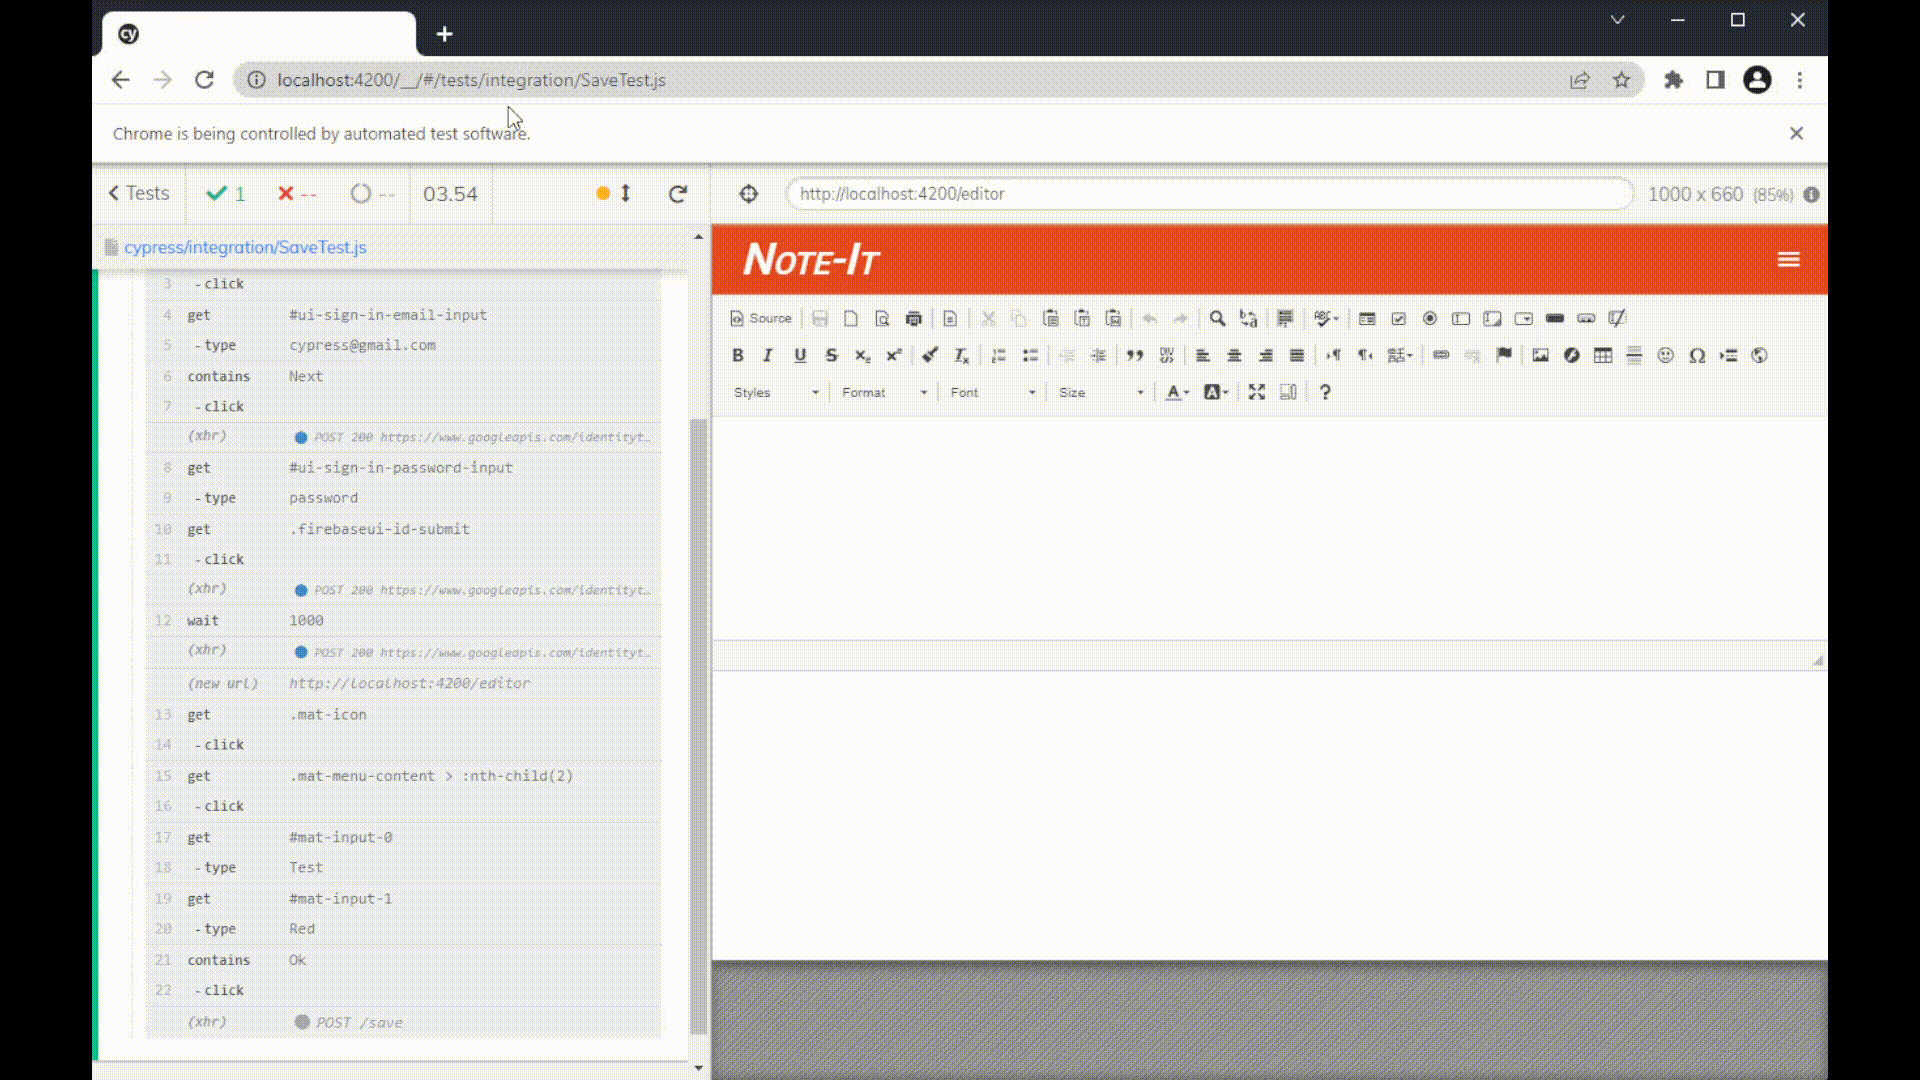 cy
localhost:4200/__/#/tests/integration/SaveTest.js
Chrome is being controlled by automated test software.
Tests 1 -- -- 03.54
http://localhost:4200/editor 1000 x 660 (85%)
cypress/integration/SaveTest.js
3 -click
4 get #ui-sign-in-email-input
5 -type cypress@gmail.com
6 contains Next
7 -click
(xhr) POST 200 https://www.googleapis.com/identityt…
8 get #ui-sign-in-password-input
9 -type password
10 get .firebaseui-id-submit
11 -click
(xhr) POST 200 https://www.googleapis.com/identityt…
12 wait 1000
(xhr) POST 200 https://www.googleapis.com/identityt…
(new url) http://localhost:4200/editor
13 get .mat-icon
14 -click
15 get .mat-menu-content > :nth-child(2)
16 -click
17 get #mat-input-0
18 -type Test
19 get #mat-input-1
20 -type Red
21 contains Ok
22 -click
(xhr) POST /save
NOTE-IT
Source
B I U S x₂ x² Tx
Styles Format Font Size A A ?